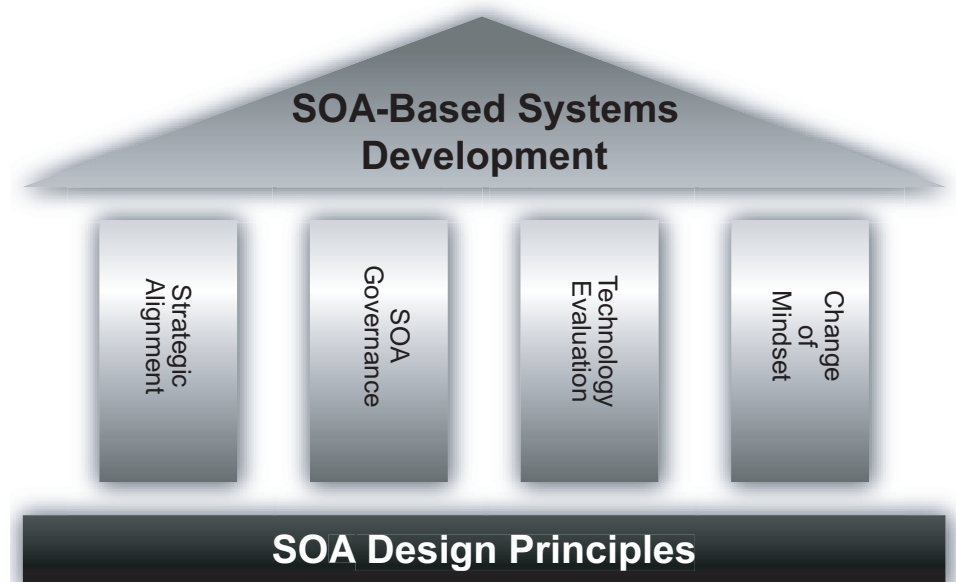 SOA-Based Systems
Development
Strategic
Alignment
SOA
Governance
Technology
Evaluation
Change
of
Mindset
SOA Design Principles